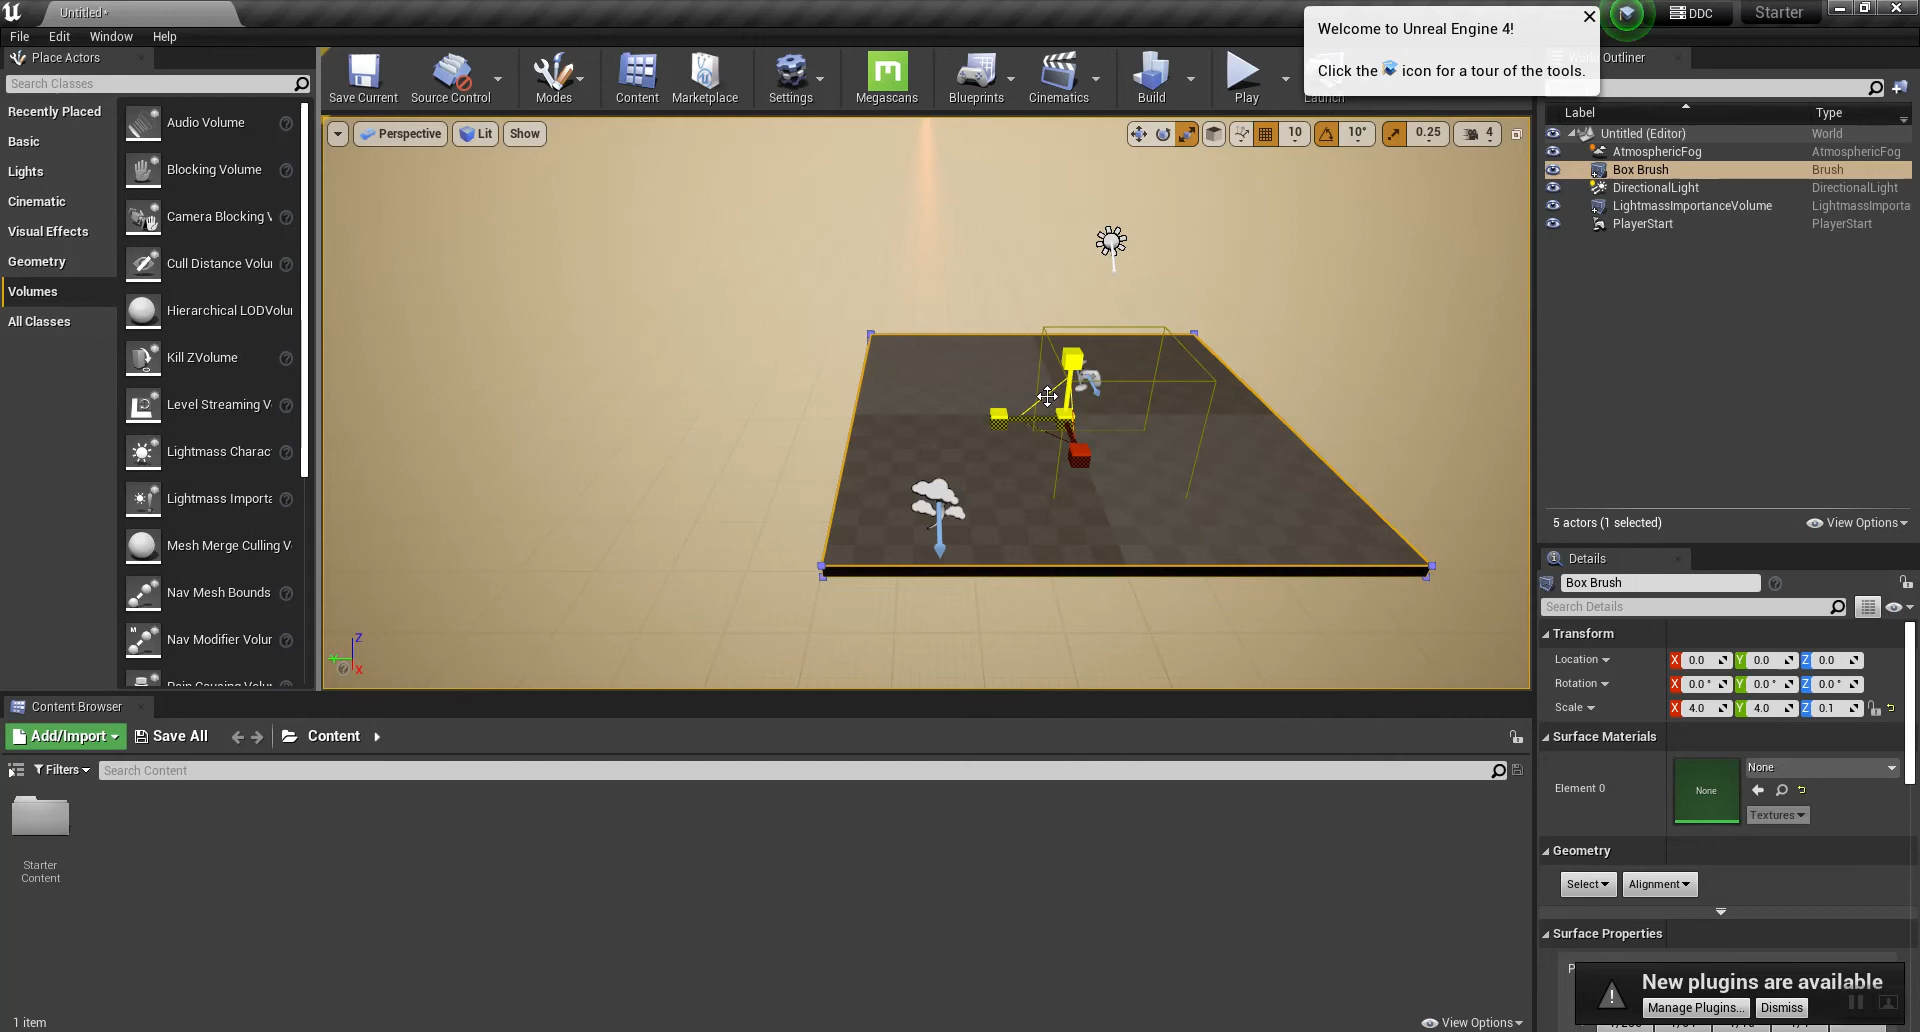 Untitled*
Welcome to Unreal Engine 4!
Click the icon for a tour of the tools.
DDC
Starter
File Edit Window Help
Place Actors
Search Classes
Recently Placed
Basic
Lights
Cinematic
Visual Effects
Geometry
Volumes
All Classes
Audio Volume
Blocking Volume
Camera Blocking V
Cull Distance Volu
Hierarchical LODVolu
Kill ZVolume
Level Streaming V
Lightmass Charac
Lightmass Importa
Mesh Merge Culling V
Nav Mesh Bounds
Nav Modifier Volu
Save Current
Source Control
Modes
Content
Marketplace
Settings
Megascans
Blueprints
Cinematics
Build
Play
Launch
Perspective
Lit
Show
10
10°
0.25
4
Z
Y
X
Outliner
Label Type
Untitled (Editor) World
AtmosphericFog AtmosphericFog
Box Brush Brush
DirectionalLight DirectionalLight
LightmassImportanceVolume LightmassImporta
PlayerStart PlayerStart
5 actors (1 selected)
View Options
Details
Box Brush
Search Details
Transform
Location X 0.0 Y 0.0 Z 0.0
Rotation X 0.0° Y 0.0° Z 0.0°
Scale X 4.0 Y 4.0 Z 0.1
Surface Materials
Element 0
None
None
Textures
Geometry
Select
Alignment
Surface Properties
New plugins are available
Manage Plugins...
Dismiss
Content Browser
Add/Import
Save All
Content
Filters
Search Content
Starter
Content
1 item
View Options